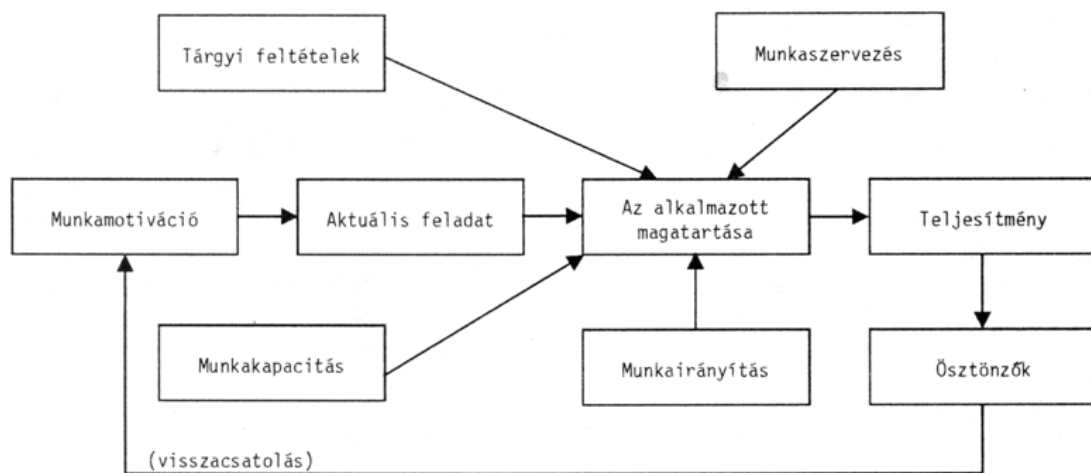 Tárgyi feltételek
Munkaszervezés
Munkamotiváció
Aktuális feladat
Az alkalmazott
magatartása
Teljesítmény
Munkakapacitás
Munkairányítás
Ösztönzők
(visszacsatolás)